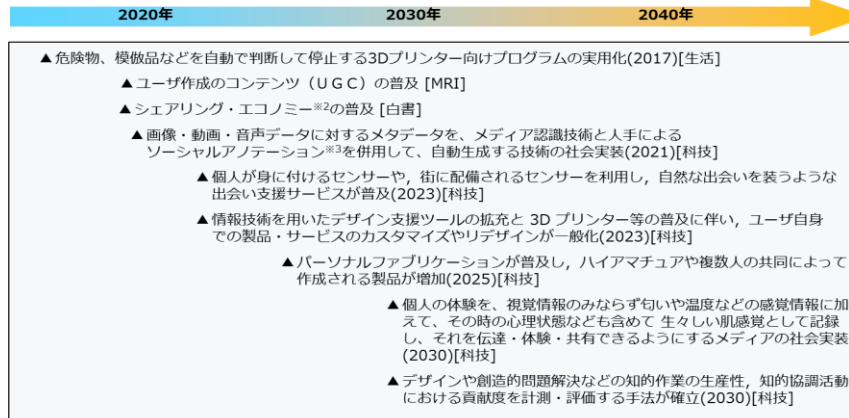 2020年 2030年 2040年
▲危険物、模倣品などを自動で判断して停止する3Dプリンター向けプログラムの実用化(2017)[生活]
▲ユーザ作成のコンテンツ（ＵＧＣ）の普及 [MRI]
▲シェアリング・エコノミー※2の普及 [白書]
▲画像・動画・音声データに対するメタデータを、メディア認識技術と人手による
ソーシャルアノテーション※3を併用して、自動生成する技術の社会実装(2021)[科技]
▲個人が身に付けるセンサーや，街に配備されるセンサーを利用し，自然な出会いを装うような
出会い支援サービスが普及(2023)[科技]
▲情報技術を用いたデザイン支援ツールの拡充と 3D プリンター等の普及に伴い，ユーザ自身
での製品・サービスのカスタマイズやリデザインが一般化(2023)[科技]
▲パーソナルファブリケーションが普及し，ハイアマチュアや複数人の共同によって
作成される製品が増加(2025)[科技]
▲個人の体験を、視覚情報のみならず匂いや温度などの感覚情報に加
えて、その時の心理状態なども含めて 生々しい肌感覚として記録
し、それを伝達・体験・共有できるようにするメディアの社会実装
(2030)[科技]
▲デザインや創造的問題解決などの知的作業の生産性，知的協調活動
における貢献度を計測・評価する手法が確立(2030)[科技]